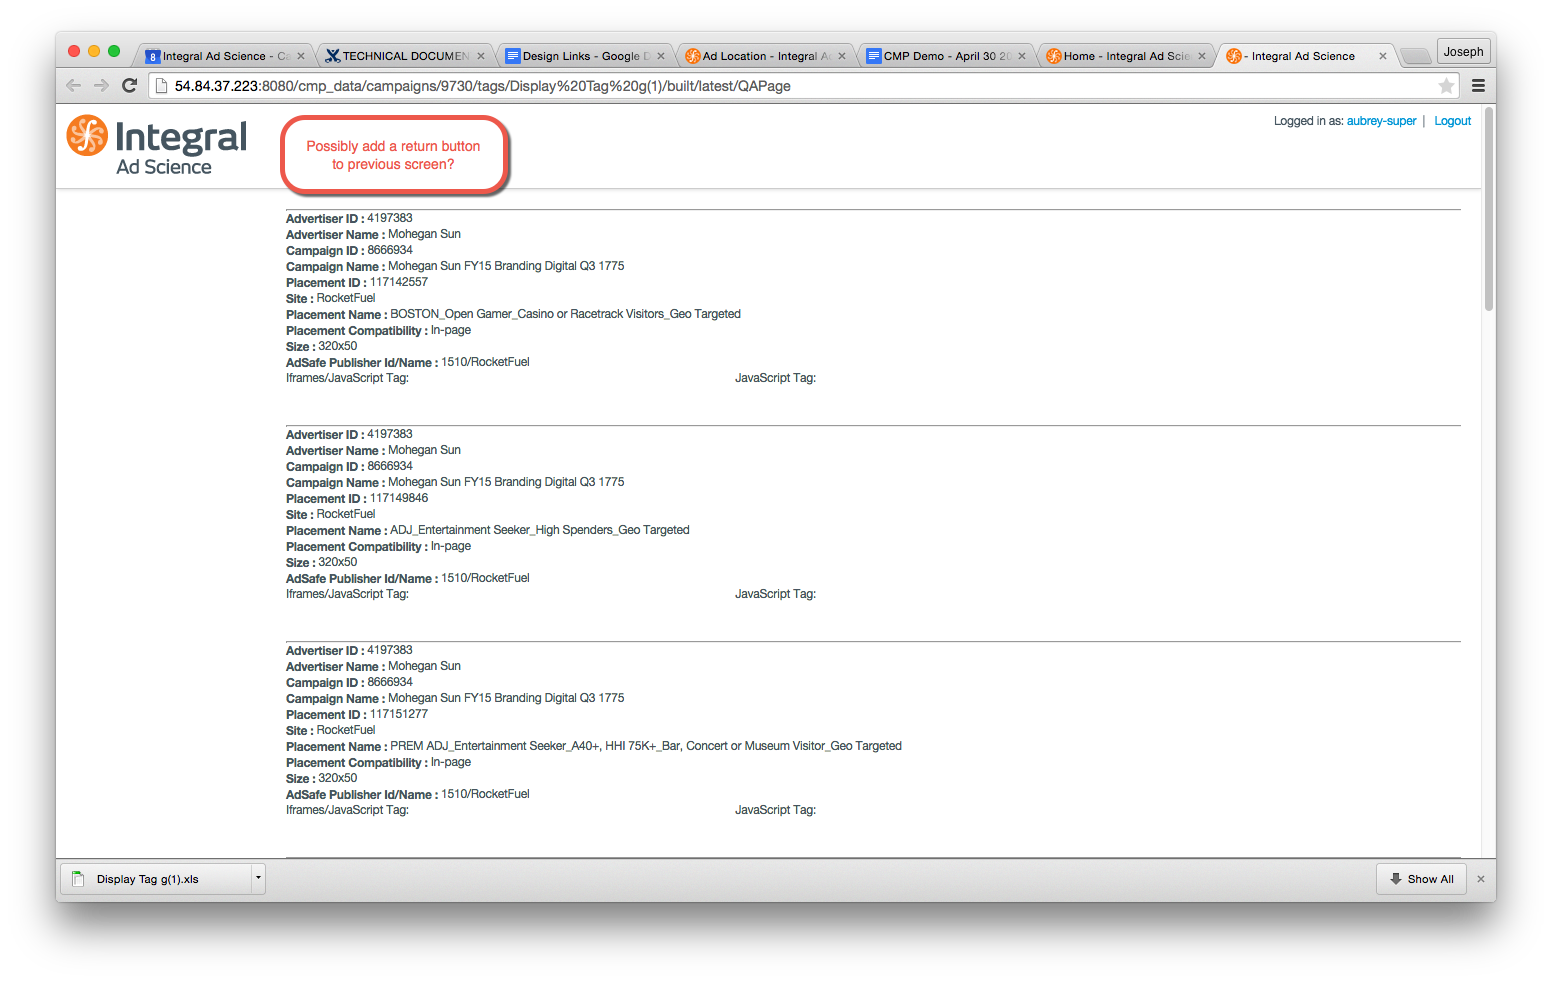 Integral Ad Science - Ca
TECHNICAL DOCUMEN
Design Links - Google D
Ad Location - Integral Ad
CMP Demo - April 30 20
Home - Integral Ad Scie
- Integral Ad Science
Joseph
54.84.37.223:8080/cmp_data/campaigns/9730/tags/Display%20Tag%20g(1)/built/latest/QAPage
Integral
Ad Science
Possibly add a return button
to previous screen?
Logged in as: aubrey-super | Logout
Advertiser ID : 4197383
Advertiser Name : Mohegan Sun
Campaign ID : 8666934
Campaign Name : Mohegan Sun FY15 Branding Digital Q3 1775
Placement ID : 117142557
Site : RocketFuel
Placement Name : BOSTON_Open Gamer_Casino or Racetrack Visitors_Geo Targeted
Placement Compatibility : In-page
Size : 320x50
AdSafe Publisher Id/Name : 1510/RocketFuel
Iframes/JavaScript Tag: JavaScript Tag:
Advertiser ID : 4197383
Advertiser Name : Mohegan Sun
Campaign ID : 8666934
Campaign Name : Mohegan Sun FY15 Branding Digital Q3 1775
Placement ID : 117149846
Site : RocketFuel
Placement Name : ADJ_Entertainment Seeker_High Spenders_Geo Targeted
Placement Compatibility : In-page
Size : 320x50
AdSafe Publisher Id/Name : 1510/RocketFuel
Iframes/JavaScript Tag: JavaScript Tag:
Advertiser ID : 4197383
Advertiser Name : Mohegan Sun
Campaign ID : 8666934
Campaign Name : Mohegan Sun FY15 Branding Digital Q3 1775
Placement ID : 117151277
Site : RocketFuel
Placement Name : PREM ADJ_Entertainment Seeker_A40+, HHI 75K+_Bar, Concert or Museum Visitor_Geo Targeted
Placement Compatibility : In-page
Size : 320x50
AdSafe Publisher Id/Name : 1510/RocketFuel
Iframes/JavaScript Tag: JavaScript Tag:
Display Tag g(1).xls
Show All